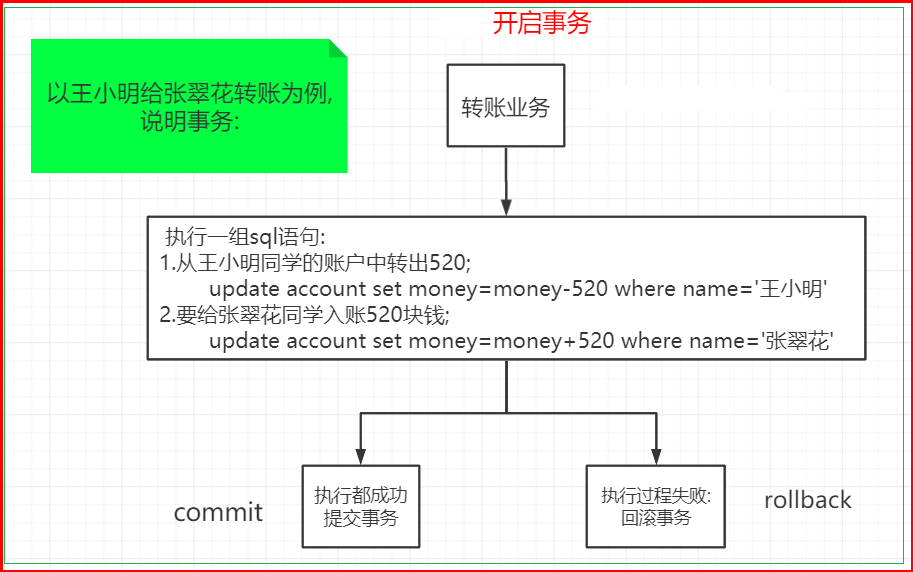 开启事务
以王小明给张翠花转账为例,
说明事务:
转账业务
执行一组sql语句:
1.从王小明同学的账户中转出520;
update account set money=money-520 where name='王小明'
2.要给张翠花同学入账520块钱;
update account set money=money+520 where name='张翠花'
commit
执行都成功
提交事务
执行过程失败:
回滚事务
rollback